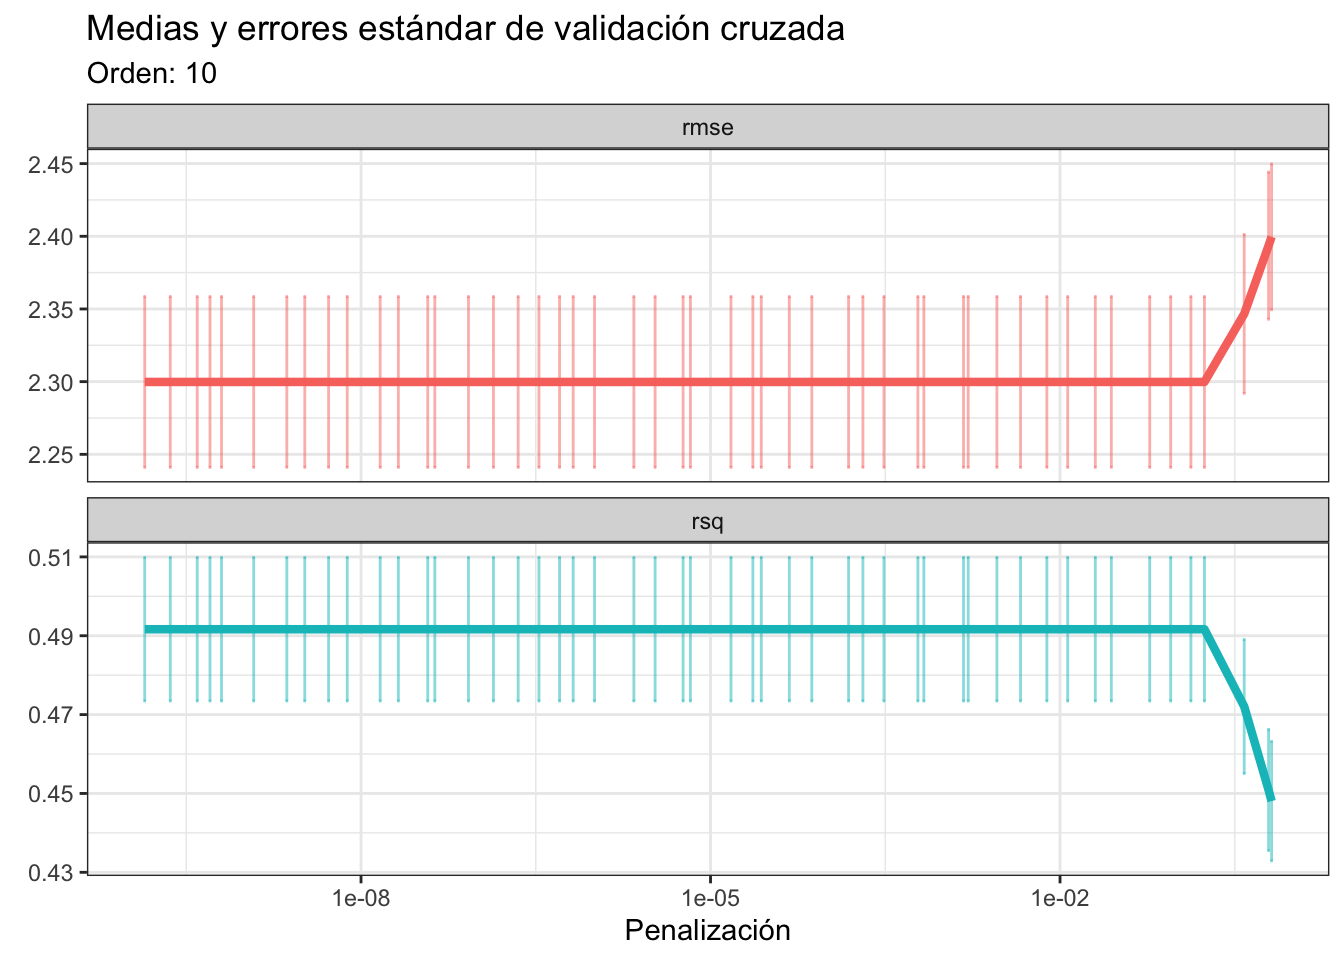 Medias y errores estándar de validación cruzada
Orden: 10
rmse
2.45
2.40
2.35
2.30
2.25
rsq
0.51
0.49
0.47
0.45
0.43
1e-08 1e-05 1e-02
Penalización